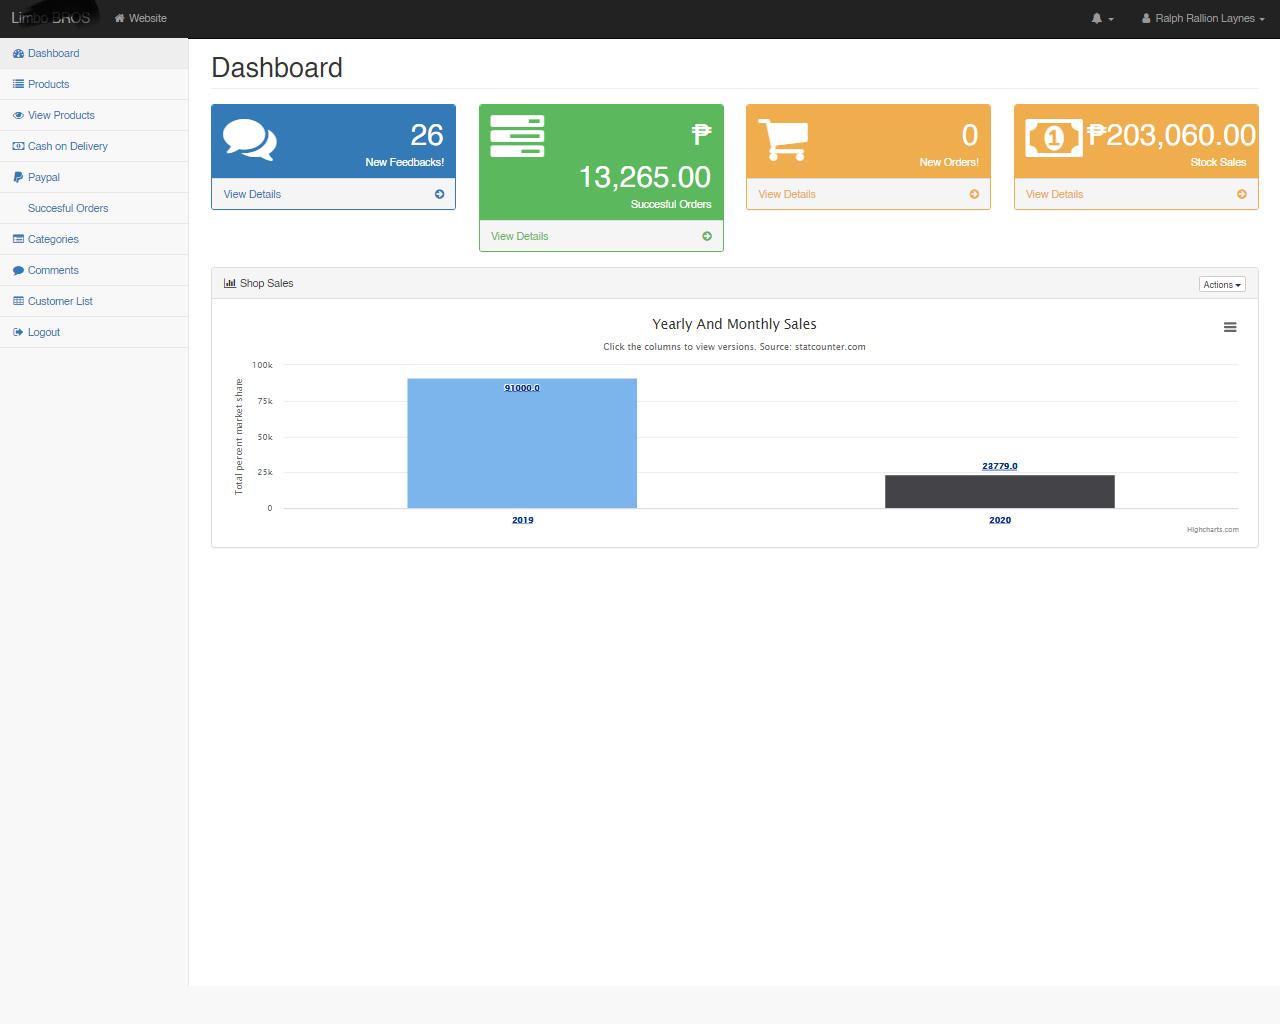 Limbo BROS Website Ralph Rallion Laynes
Dashboard
Products
View Products
Cash on Delivery
Paypal
Succesful Orders
Categories
Comments
Customer List
Logout
Dashboard
26
New Feedbacks!
View Details
₱
13,265.00
Succesful Orders
View Details
0
New Orders!
View Details
1
₱203,060.00
Stock Sales
View Details
Shop Sales
Actions
Yearly And Monthly Sales
Click the columns to view versions. Source: statcounter.com
Total percent market share
100k
75k
50k
25k
0
91000.0
23779.0
2019
2020
Highcharts.com